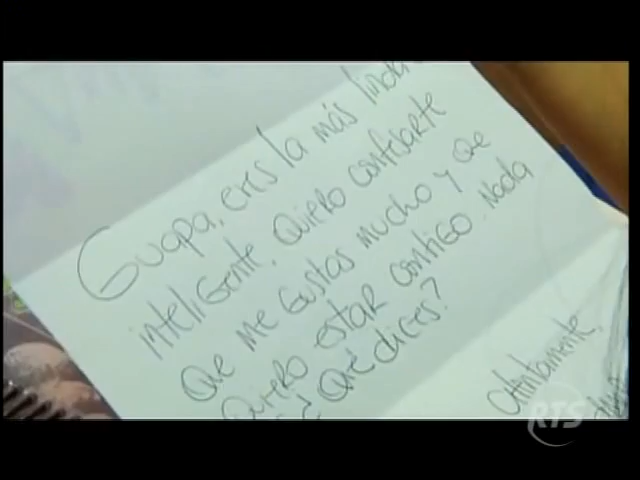 Guapa, eres la más linda
inteligente, quiero confesarte
que me gustas mucho y que
quiero estar contigo. Nada
¿Qué dices?
Atentamente,
RTS